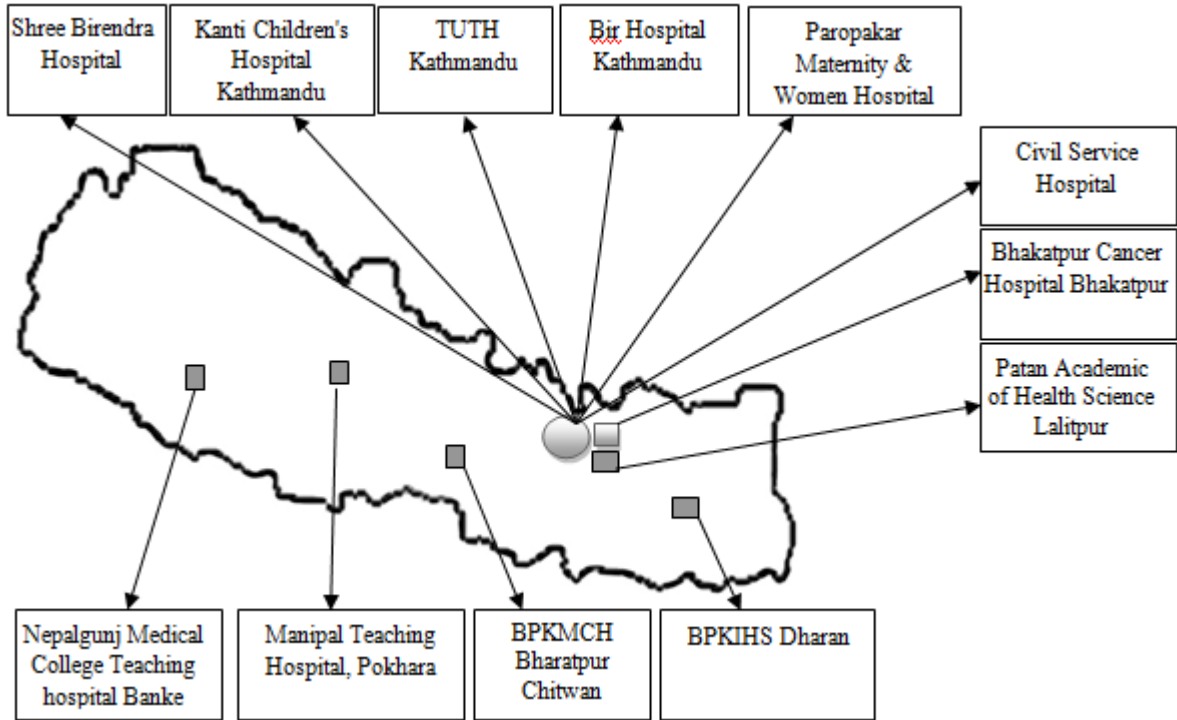 Shree Birendra
Hospital
Kanti Children's
Hospital
Kathmandu
TUTH
Kathmandu
Bir Hospital
Kathmandu
Paropakar
Maternity &
Women Hospital
Civil Service
Hospital
Bhakatpur Cancer
Hospital Bhakatpur
Patan Academic
of Health Science
Lalitpur
Nepalgunj Medical
College Teaching
hospital Banke
Manipal Teaching
Hospital, Pokhara
BPKMCH
Bharatpur
Chitwan
BPKIHS Dharan